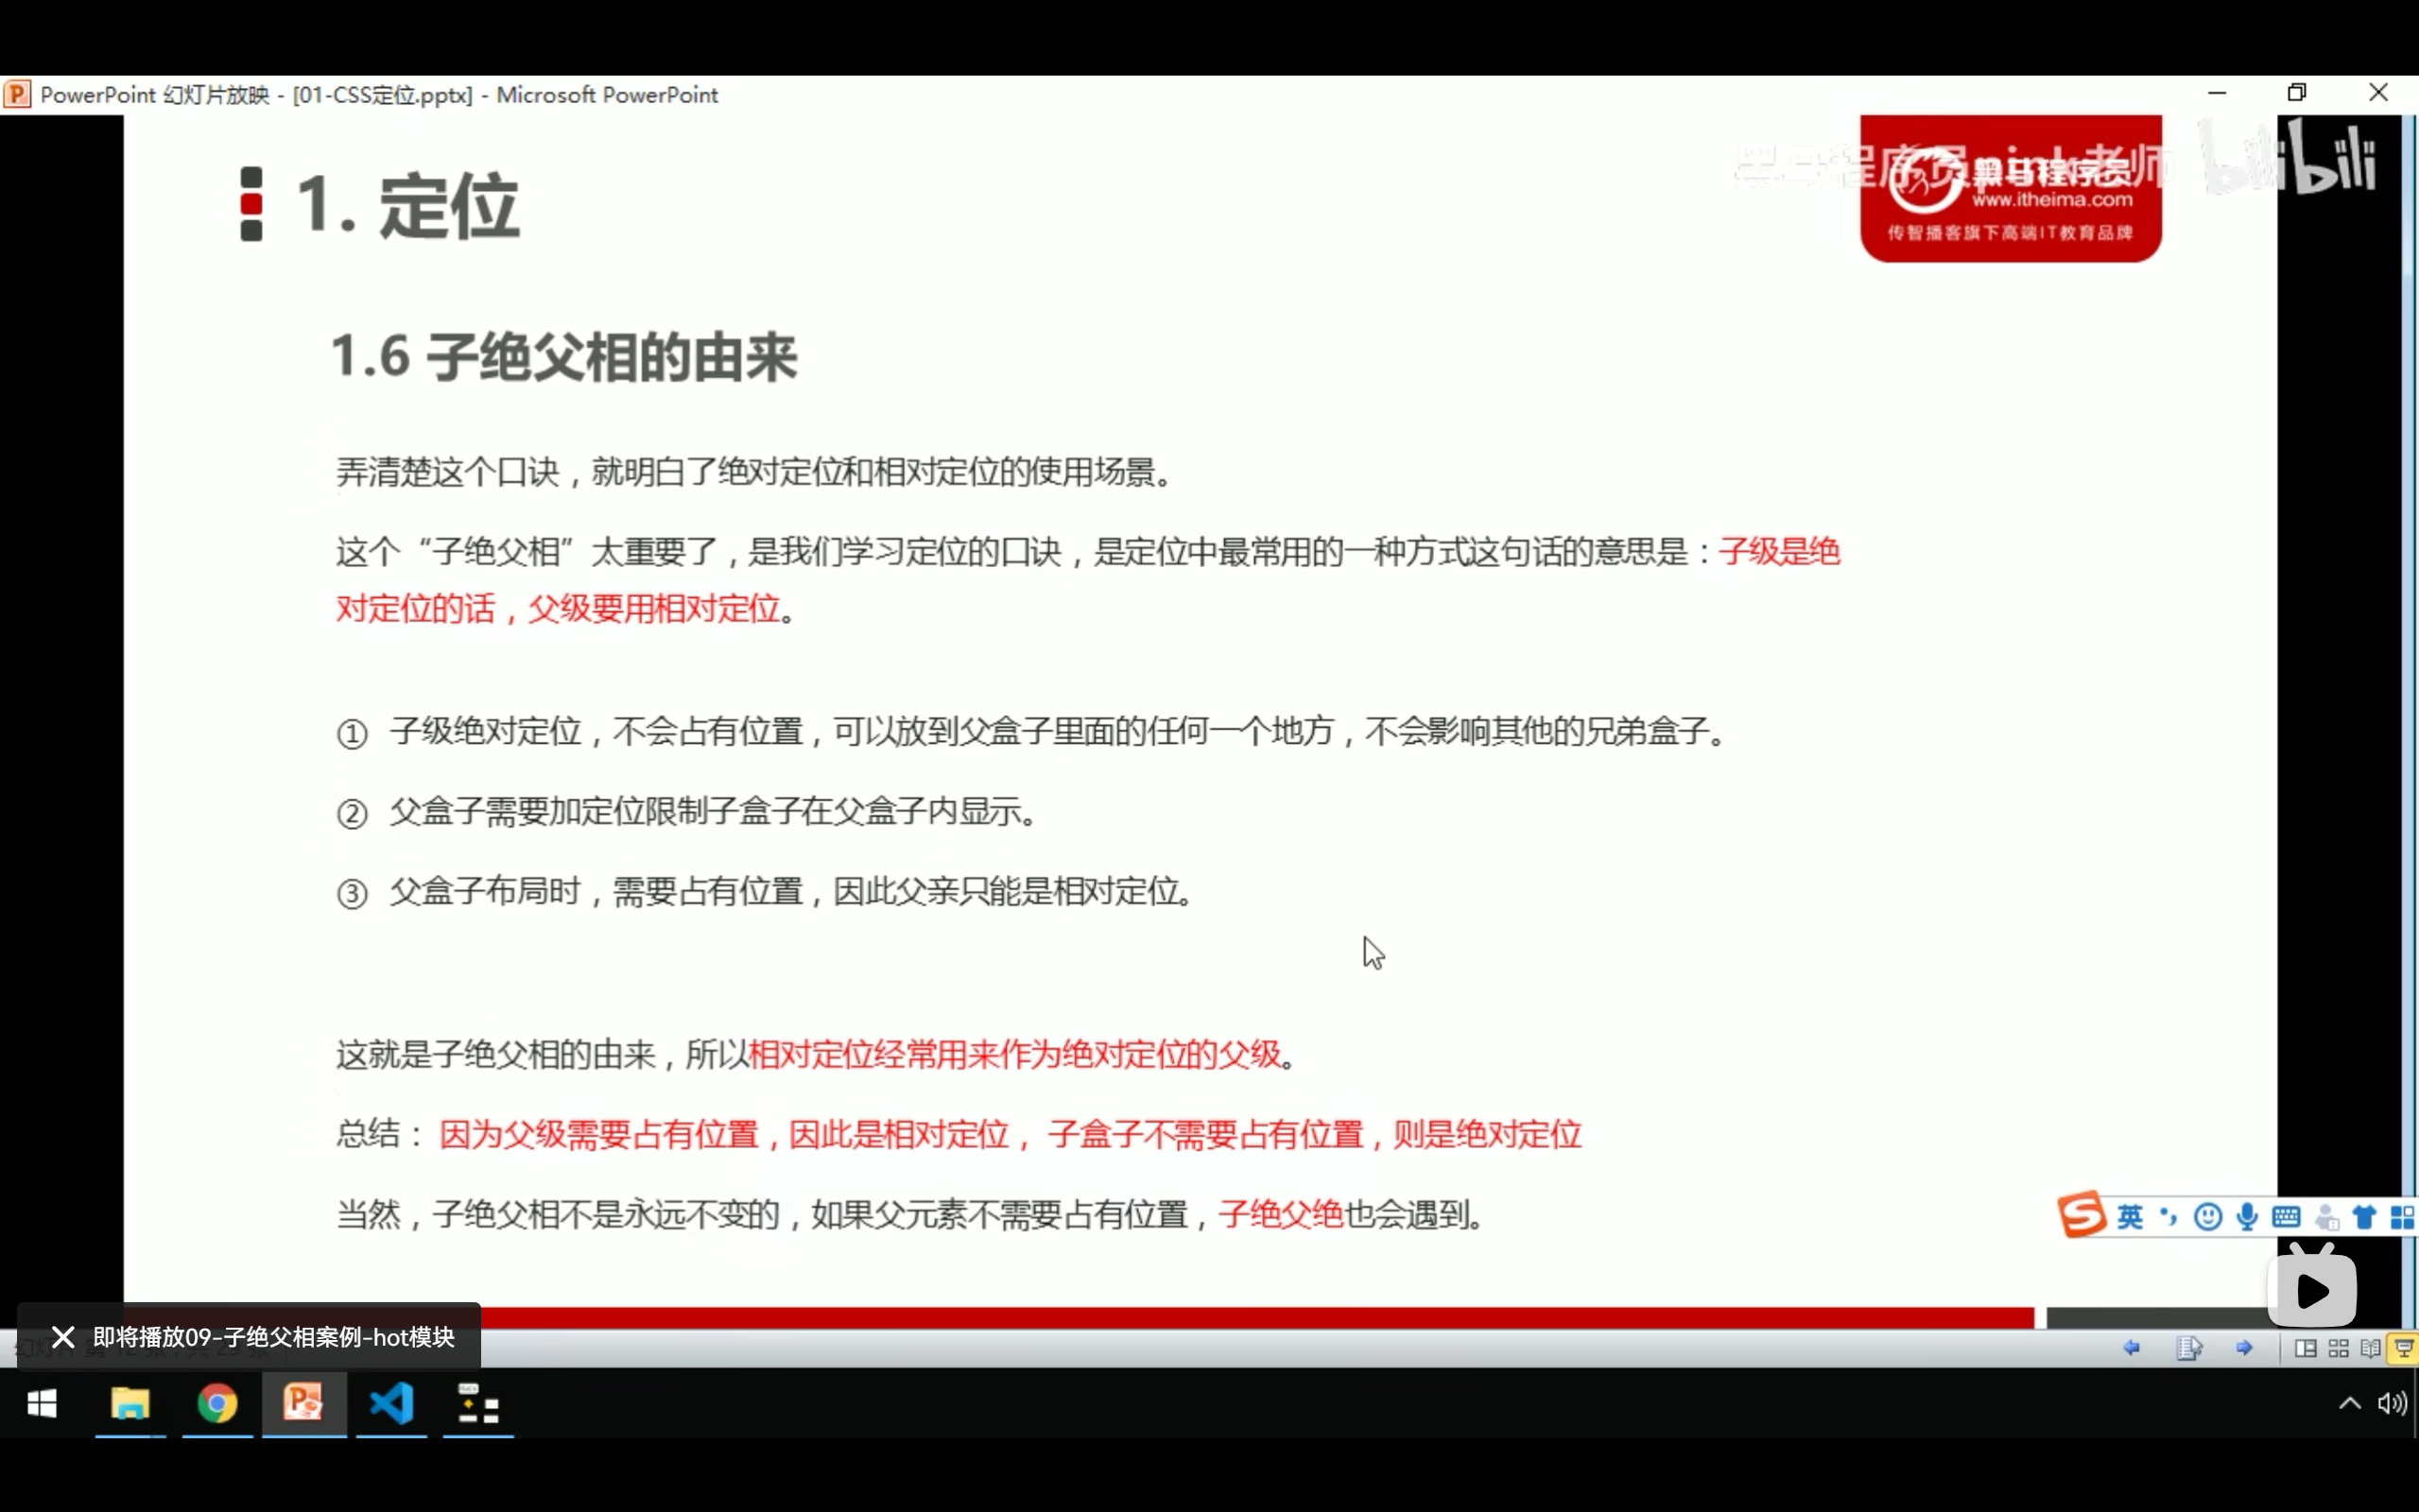 PowerPoint 幻灯片放映 - [01-CSS定位.pptx] - Microsoft PowerPoint
黑马程序员pink老师
bilibili
黑马程序员
www.itheima.com
传智播客旗下高端IT教育品牌
1. 定位
1.6 子绝父相的由来
弄清楚这个口诀，就明白了绝对定位和相对定位的使用场景。
这个“子绝父相”太重要了，是我们学习定位的口诀，是定位中最常用的一种方式这句话的意思是：子级是绝
对定位的话，父级要用相对定位。
① 子级绝对定位，不会占有位置，可以放到父盒子里面的任何一个地方，不会影响其他的兄弟盒子。
② 父盒子需要加定位限制子盒子在父盒子内显示。
③ 父盒子布局时，需要占有位置，因此父亲只能是相对定位。
这就是子绝父相的由来，所以相对定位经常用来作为绝对定位的父级。
总结： 因为父级需要占有位置，因此是相对定位， 子盒子不需要占有位置，则是绝对定位
当然，子绝父相不是永远不变的，如果父元素不需要占有位置，子绝父绝也会遇到。
英
即将播放09-子绝父相案例-hot模块